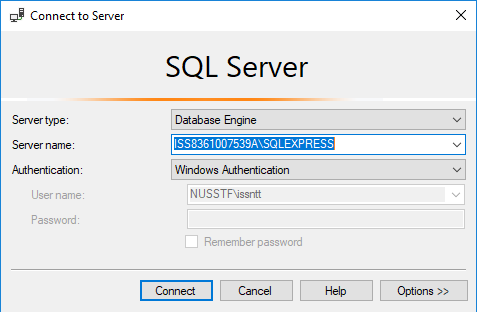 Connect to Server
SQL Server
Server type: Database Engine
Server name: ISS8361007539A\SQLEXPRESS
Authentication: Windows Authentication
User name: NUSSTF\issntt
Password:
Remember password
Connect Cancel Help Options >>